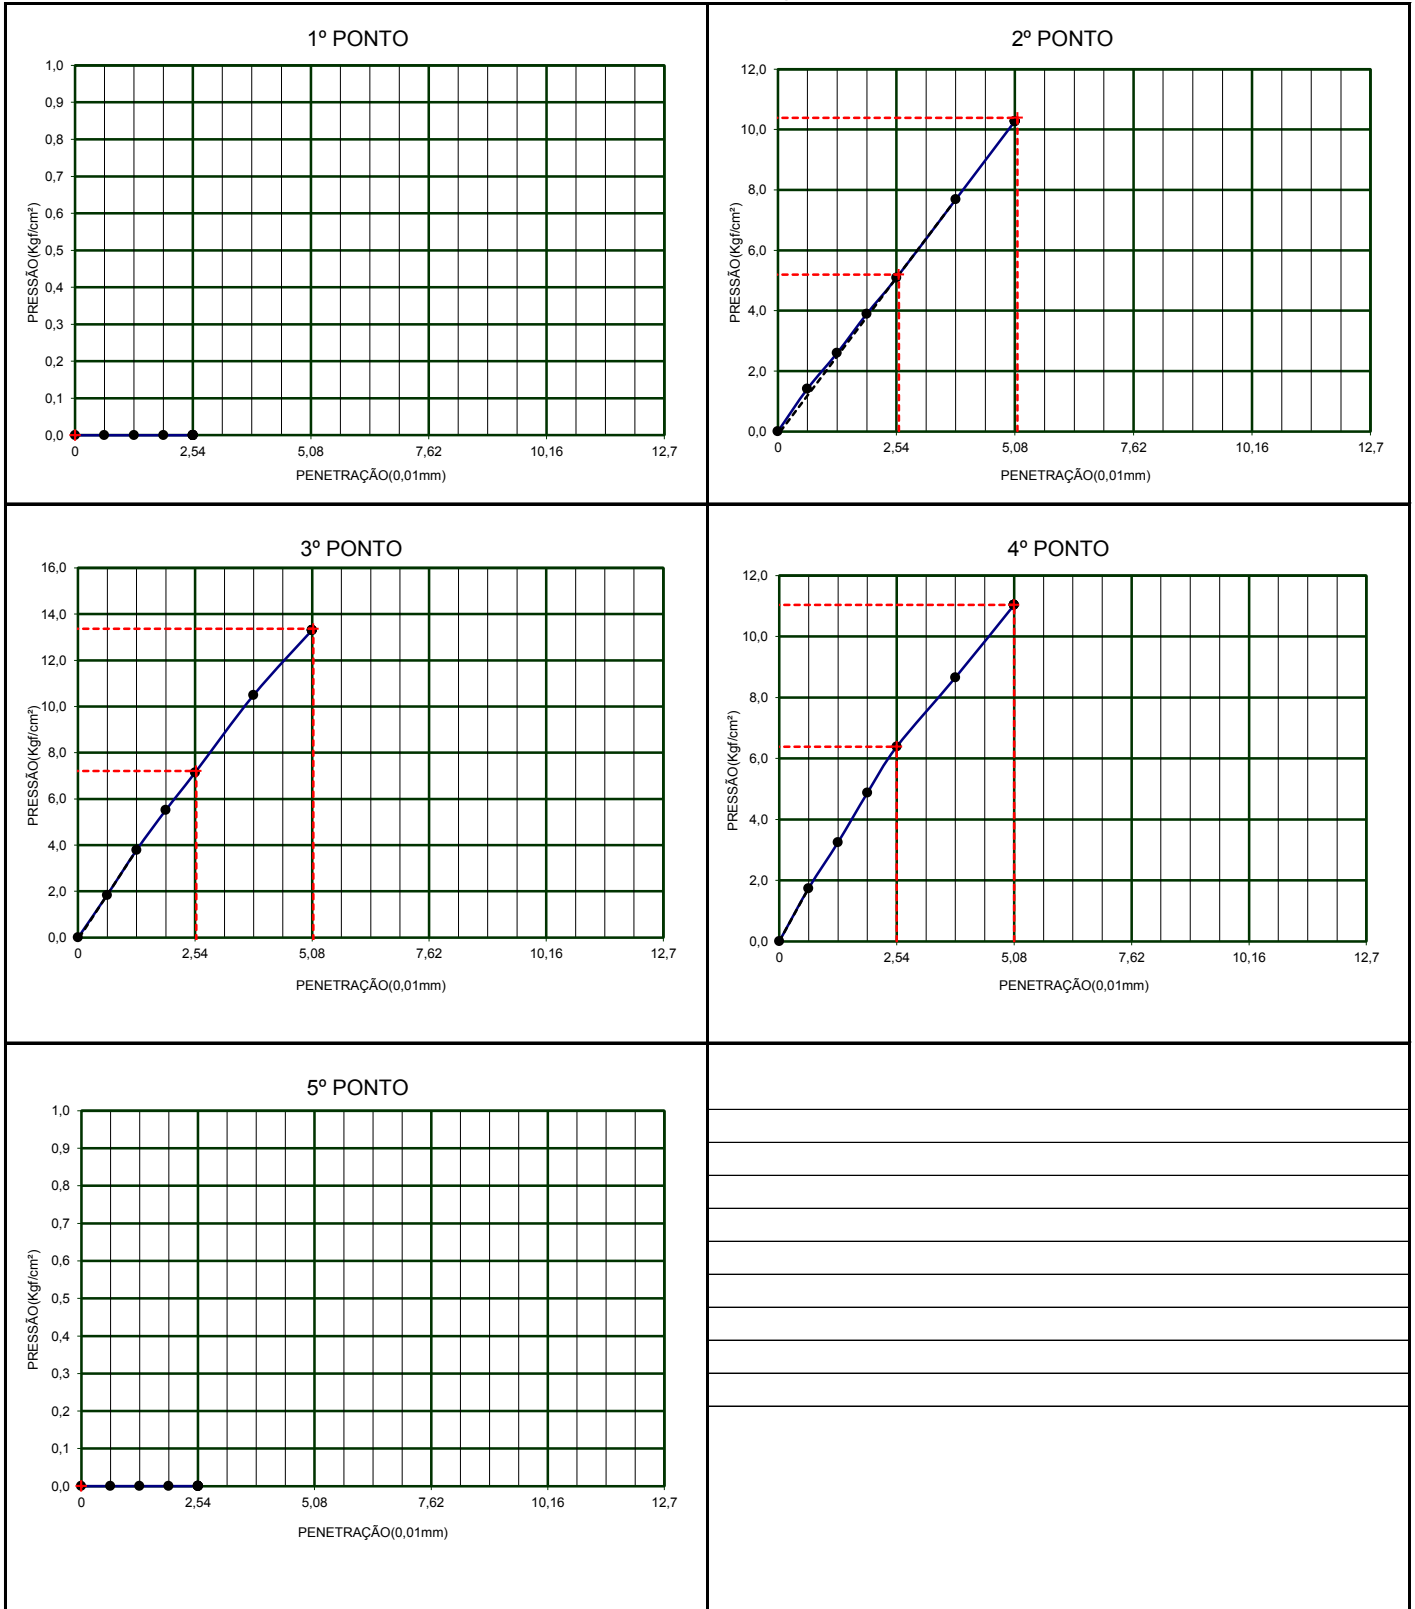 1º PONTO
1,0
0,9
0,8
0,7
0,6
0,5
0,4
0,3
0,2
0,1
0,0
PRESSÃO(Kgf/cm²)
0 2,54 5,08 7,62 10,16 12,7
PENETRAÇÃO(0,01mm)
2º PONTO
12,0
10,0
8,0
6,0
4,0
2,0
0,0
PRESSÃO(Kgf/cm²)
0 2,54 5,08 7,62 10,16 12,7
PENETRAÇÃO(0,01mm)
3º PONTO
16,0
14,0
12,0
10,0
8,0
6,0
4,0
2,0
0,0
PRESSÃO(Kgf/cm²)
0 2,54 5,08 7,62 10,16 12,7
PENETRAÇÃO(0,01mm)
4º PONTO
12,0
10,0
8,0
6,0
4,0
2,0
0,0
PRESSÃO(Kgf/cm²)
0 2,54 5,08 7,62 10,16 12,7
PENETRAÇÃO(0,01mm)
5º PONTO
1,0
0,9
0,8
0,7
0,6
0,5
0,4
0,3
0,2
0,1
0,0
PRESSÃO(Kgf/cm²)
0 2,54 5,08 7,62 10,16 12,7
PENETRAÇÃO(0,01mm)